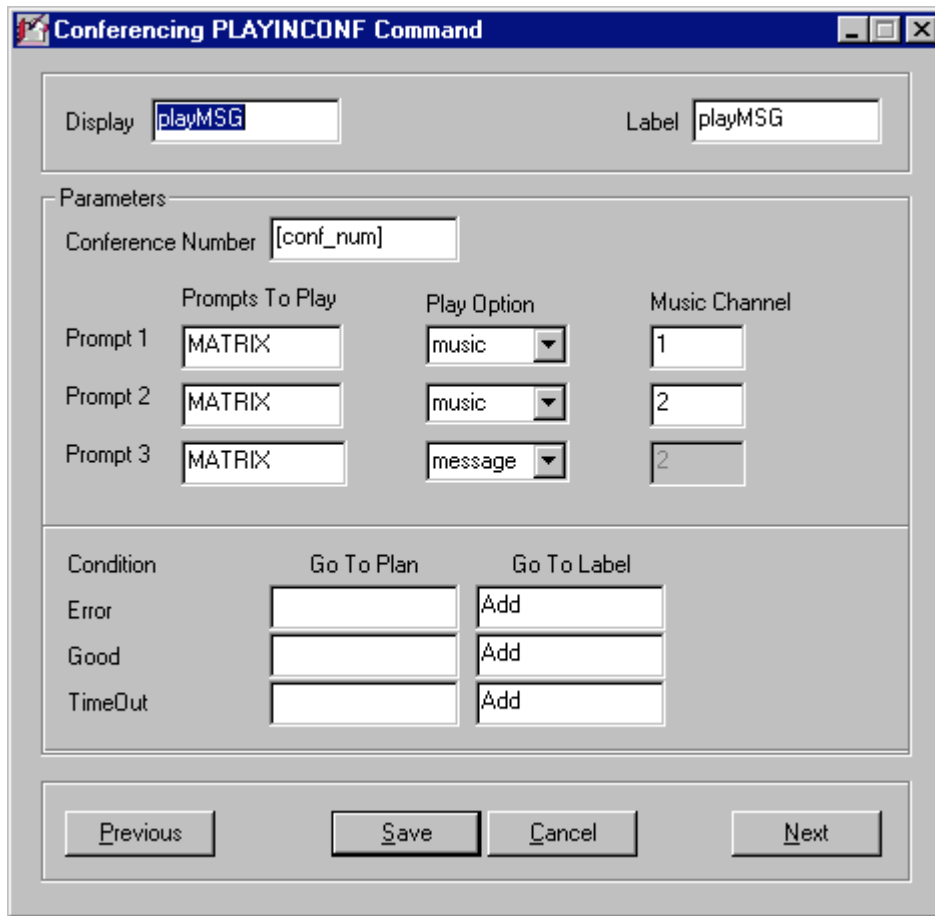 Conferencing PLAYINCONF Command
Display playMSG Label playMSG
Parameters
Conference Number [conf_num]
Prompts To Play Play Option Music Channel
Prompt 1 MATRIX music 1
Prompt 2 MATRIX music 2
Prompt 3 MATRIX message 2
Condition Go To Plan Go To Label
Error Add
Good Add
TimeOut Add
Previous Save Cancel Next